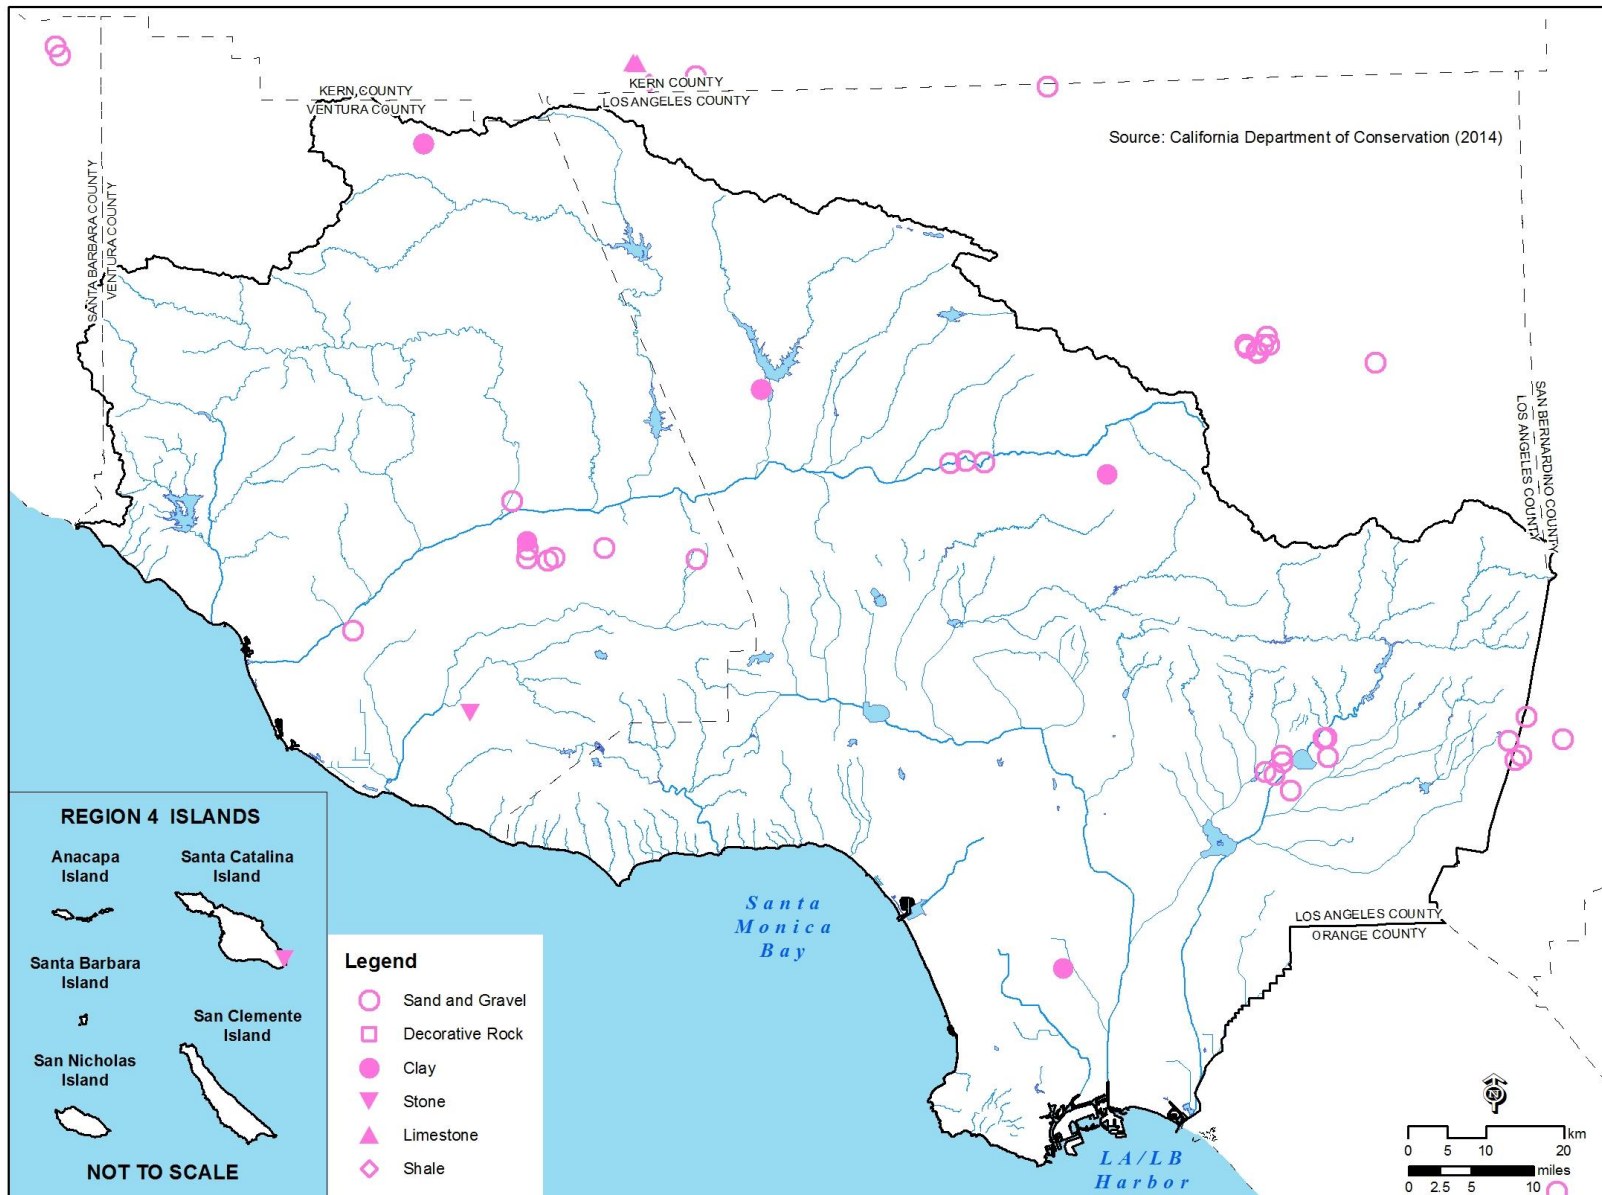 KERN COUNTY
VENTURA COUNTY
KERN COUNTY
LOS ANGELES COUNTY
Source: California Department of Conservation (2014)
SANTA BARBARA COUNTY
VENTURA COUNTY
SAN BERNARDINO COUNTY
LOS ANGELES COUNTY
LOS ANGELES COUNTY
ORANGE COUNTY
Santa
Monica
Bay
LA/LB
Harbor
REGION 4 ISLANDS
Anacapa
Island
Santa Catalina
Island
Santa Barbara
Island
San Clemente
Island
San Nicholas
Island
NOT TO SCALE
Legend
Sand and Gravel
Decorative Rock
Clay
Stone
Limestone
Shale
N
km
0 5 10 20
miles
0 2.5 5 10